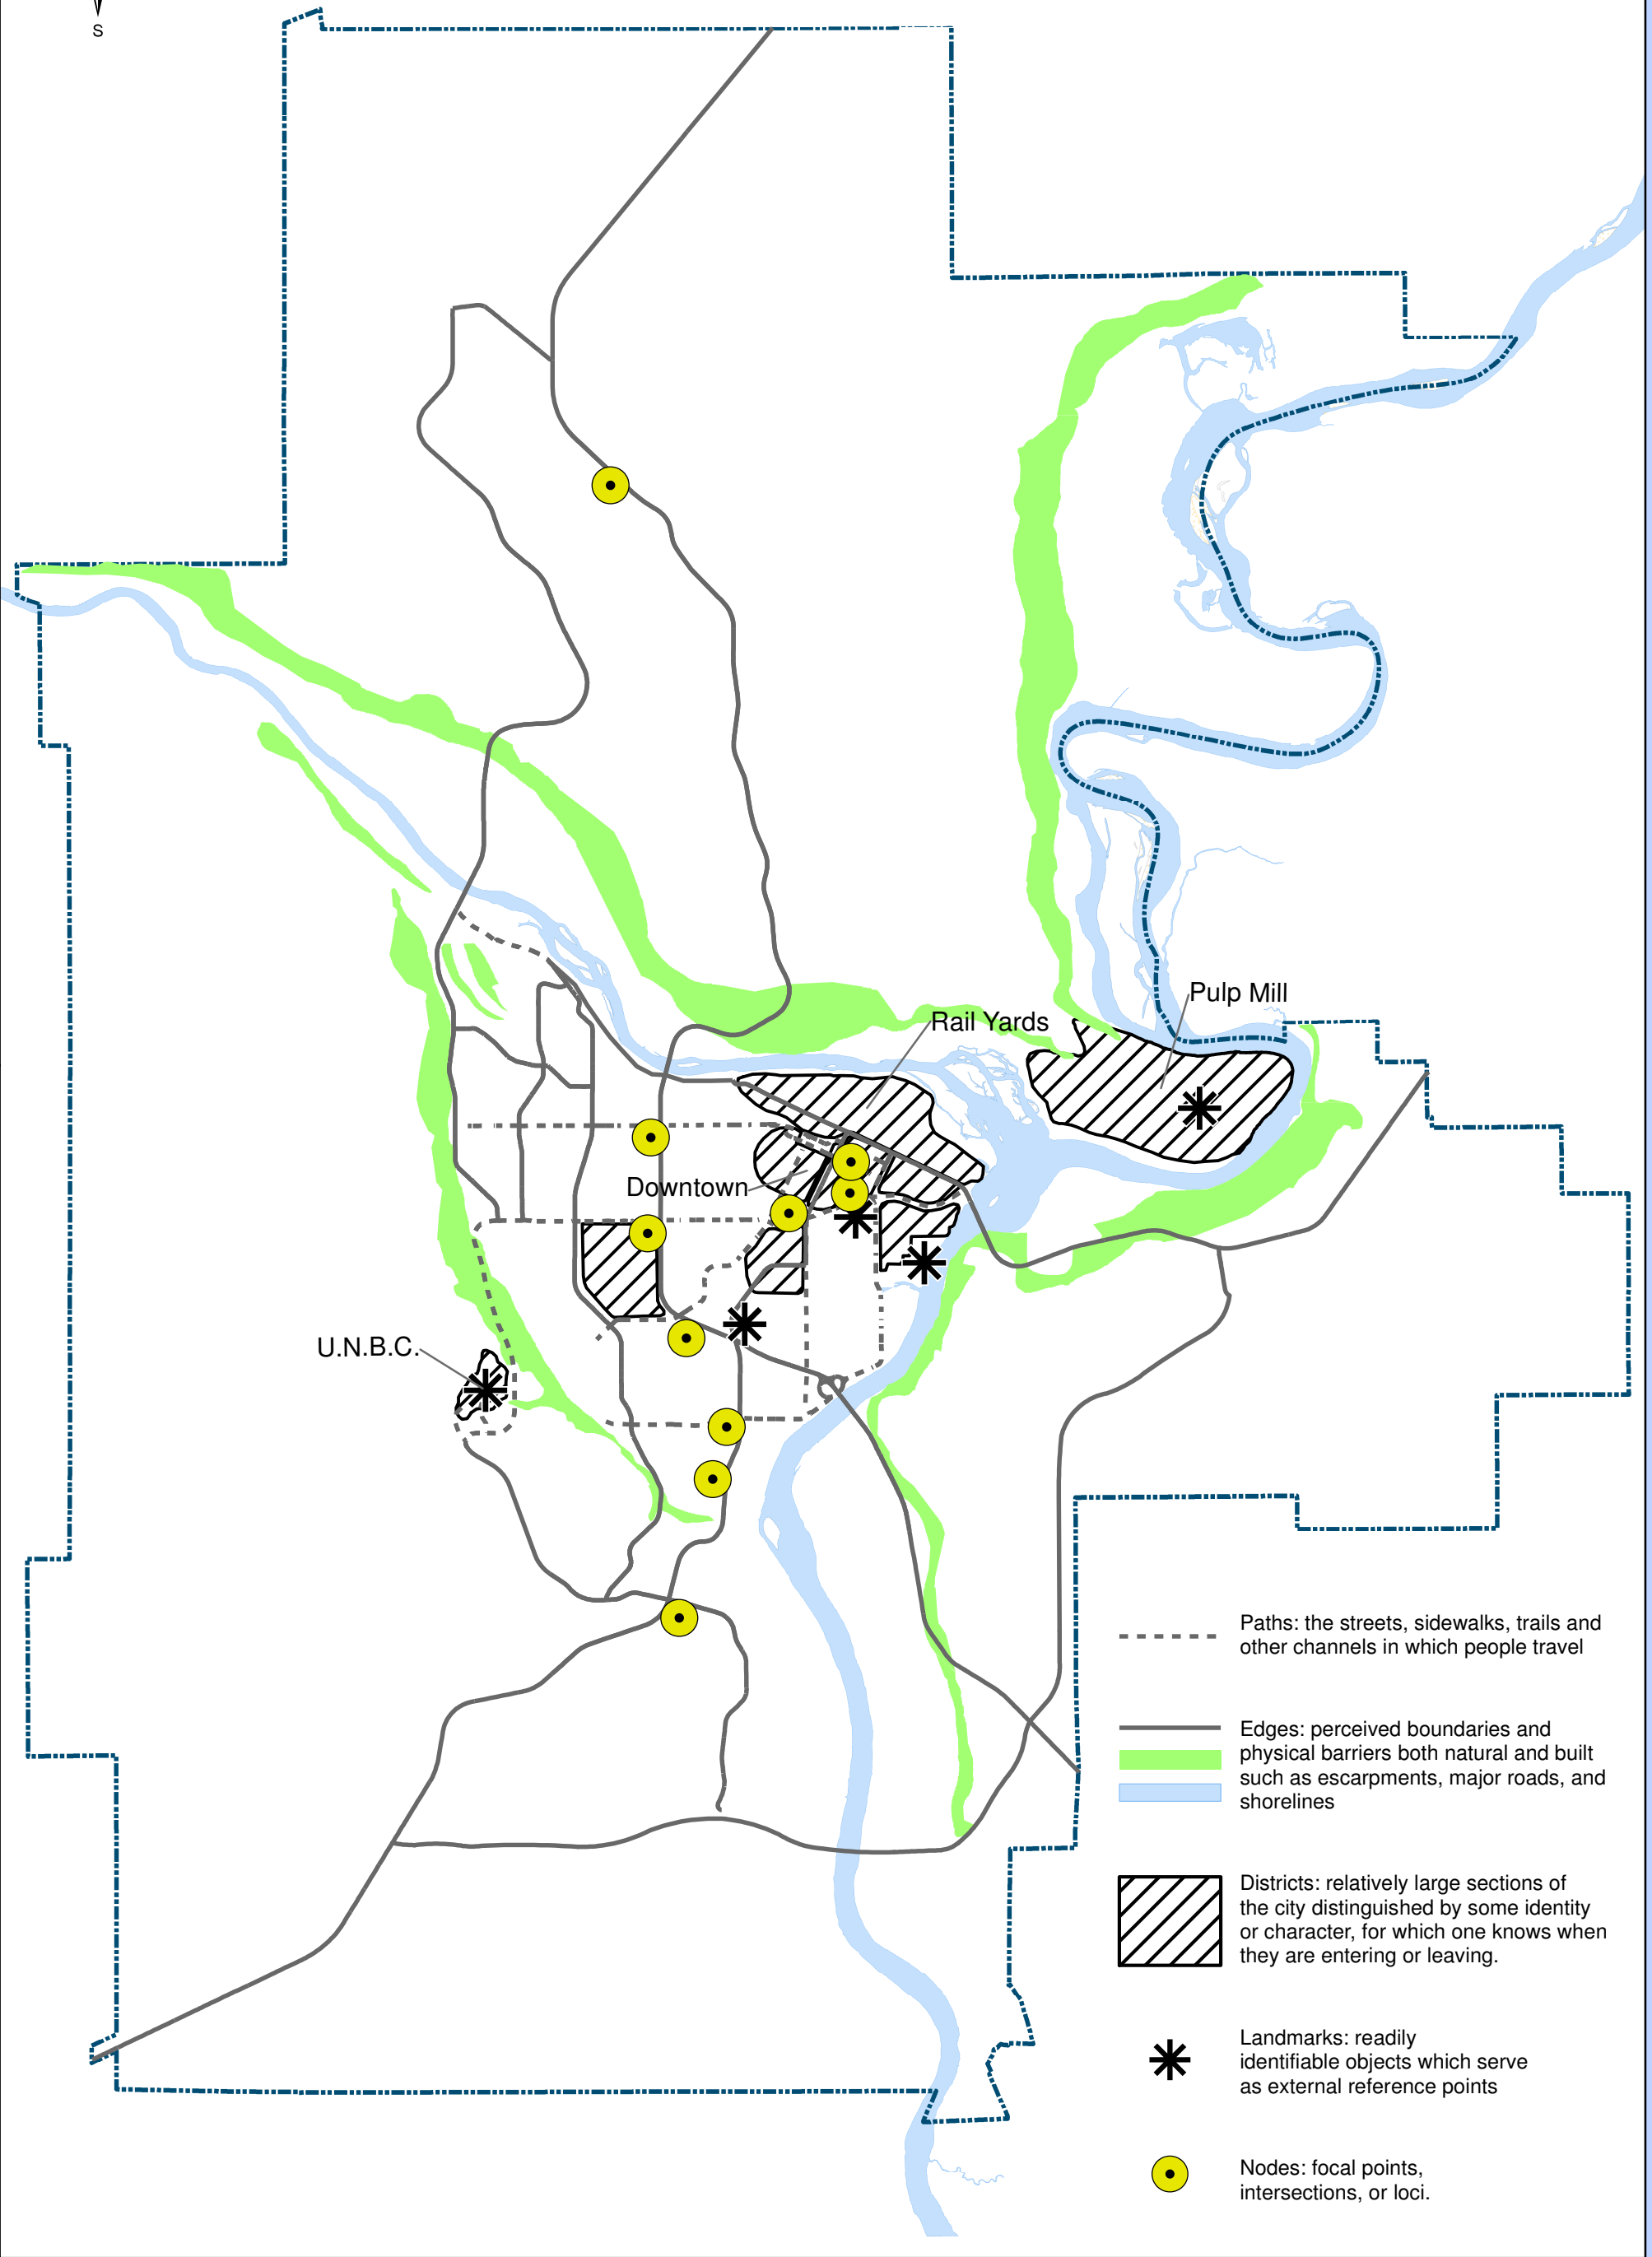 S
Pulp Mill
Rail Yards
Downtown
U.N.B.C.
Paths: the streets, sidewalks, trails and
other channels in which people travel
Edges: perceived boundaries and
physical barriers both natural and built
such as escarpments, major roads, and
shorelines
Districts: relatively large sections of
the city distinguished by some identity
or character, for which one knows when
they are entering or leaving.
Landmarks: readily
identifiable objects which serve
as external reference points
Nodes: focal points,
intersections, or loci.